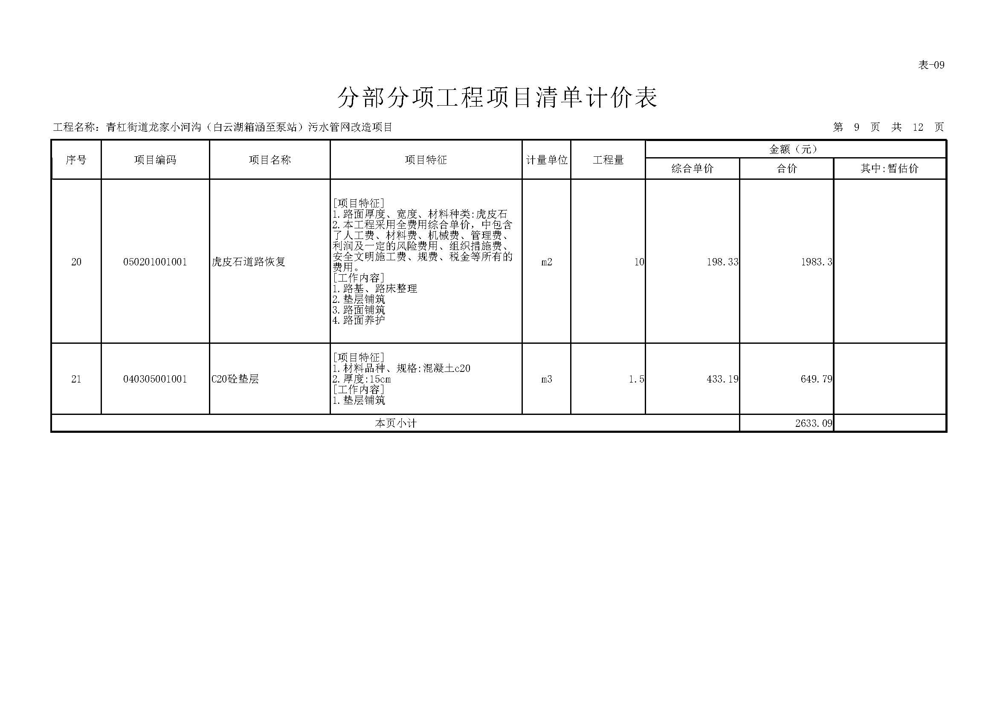 表-09
分部分项工程项目清单计价表
工程名称：青杠街道龙家小河沟（白云湖箱涵至泵站）污水管网改造项目
第 9 页 共 12 页
序号 项目编码 项目名称 项目特征 计量单位 工程量 金额（元）
综合单价 合价 其中:暂估价
20 050201001001 虎皮石道路恢复
[项目特征]
1.路面厚度、宽度、材料种类:虎皮石
2.本工程采用全费用综合单价，中包含
了人工费、材料费、机械费、管理费、
利润及一定的风险费用、组织措施费、
安全文明施工费、规费、税金等所有的
费用。
[工作内容]
1.路基、路床整理
2.垫层铺筑
3.路面铺筑
4.路面养护
m2 10 198.33 1983.3
21 040305001001 C20砼垫层
[项目特征]
1.材料品种、规格:混凝土c20
2.厚度:15cm
[工作内容]
1.垫层铺筑
m3 1.5 433.19 649.79
本页小计 2633.09